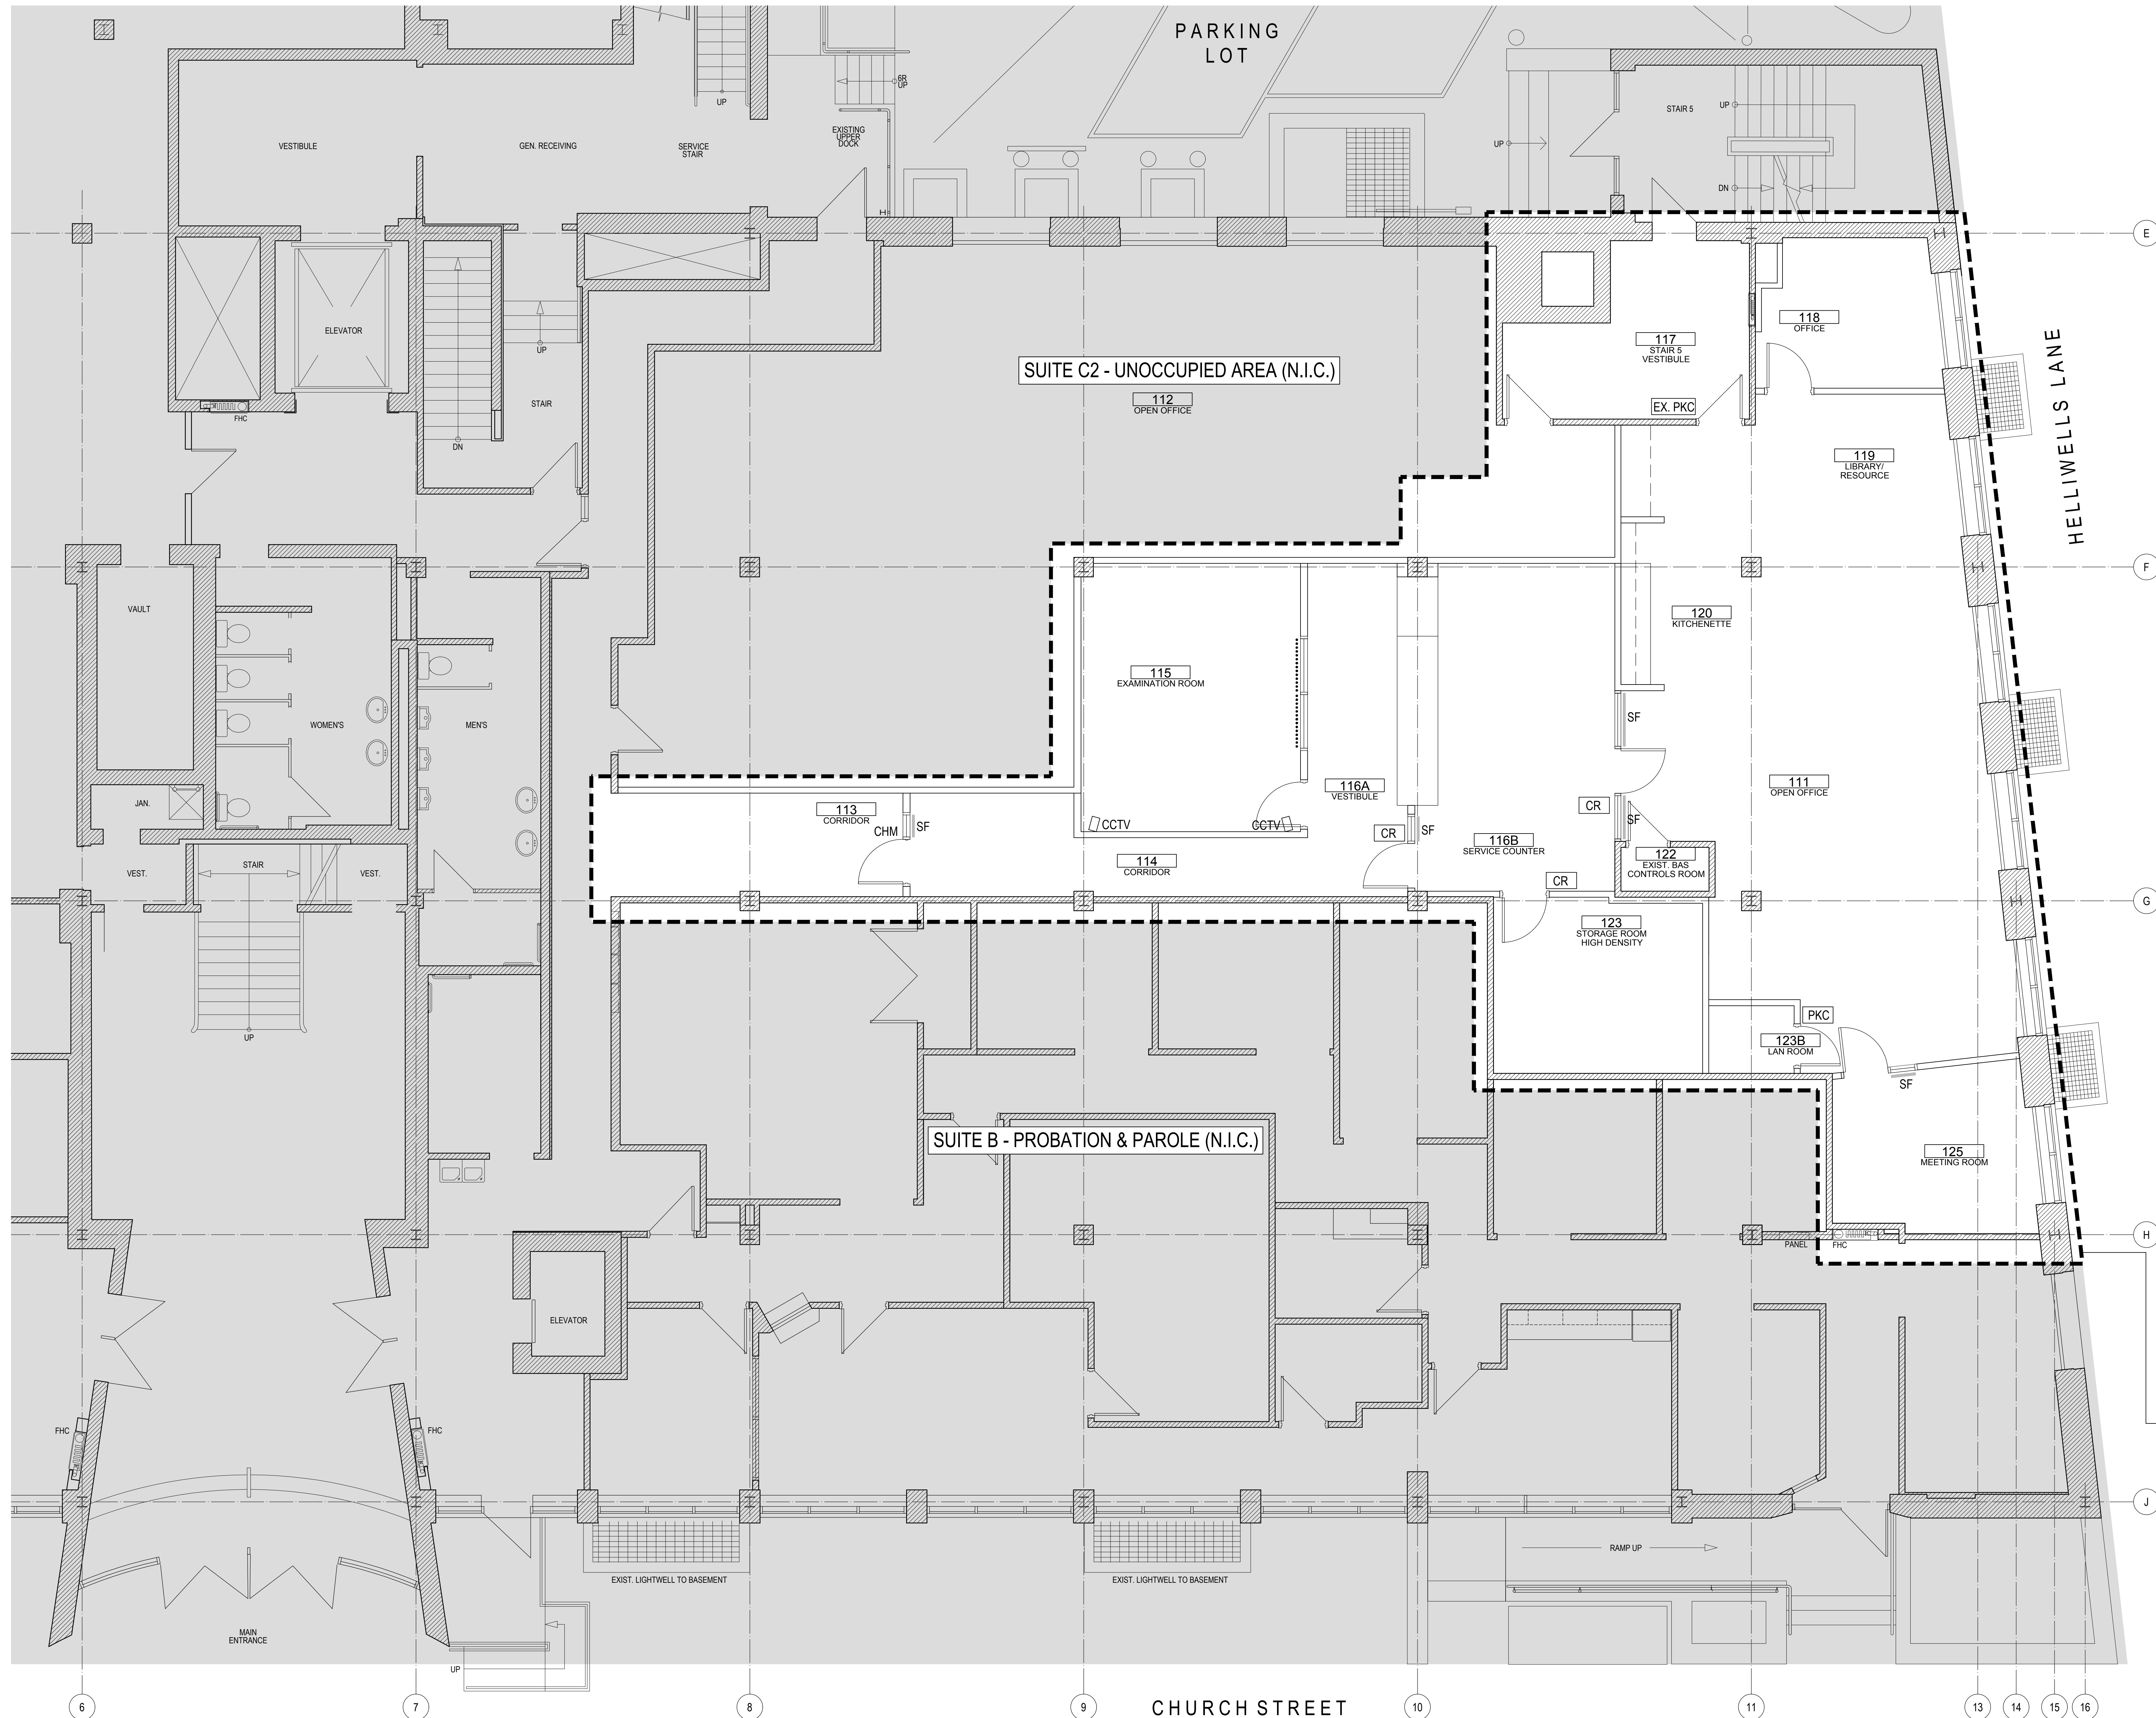 PARKING
LOT
6R
UP
UP
EXISTING
UPPER
DOCK
STAIR 5
UP
UP
DN
VESTIBULE
GEN. RECEIVING
SERVICE
STAIR
E
ELEVATOR
UP
STAIR
DN
FHC
SUITE C2 - UNOCCUPIED AREA (N.I.C.)
112
OPEN OFFICE
117
STAIR 5
VESTIBULE
EX. PKC
118
OFFICE
HELLIWELLS LANE
119
LIBRARY/
RESOURCE
F
VAULT
WOMEN'S
MEN'S
JAN.
115
EXAMINATION ROOM
120
KITCHENETTE
SF
116A
VESTIBULE
111
OPEN OFFICE
113
CORRIDOR
CHM
SF
CCTV
CCTV
CR
SF
CR
SF
116B
SERVICE COUNTER
122
EXIST. BAS
CONTROLS ROOM
114
CORRIDOR
CR
VEST.
STAIR
VEST.
G
123
STORAGE ROOM
HIGH DENSITY
PKC
123B
LAN ROOM
SF
UP
SUITE B - PROBATION & PAROLE (N.I.C.)
125
MEETING ROOM
PANEL
FHC
H
ELEVATOR
FHC
FHC
J
EXIST. LIGHTWELL TO BASEMENT
EXIST. LIGHTWELL TO BASEMENT
RAMP UP
MAIN
ENTRANCE
UP
6
7
8
9
10
11
13
14
15
16
CHURCH STREET